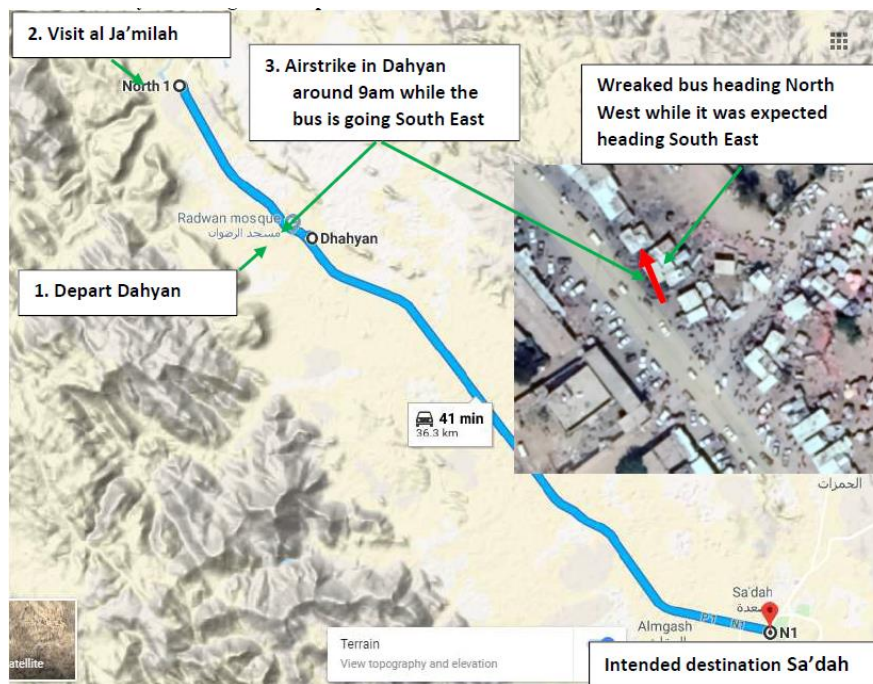 2. Visit al Ja’milah
3. Airstrike in Dahyan
around 9am while the
bus is going South East
Wreaked bus heading North
West while it was expected
heading South East
North 1
Radwan mosque
مسجد الرضوان
Dhahyan
1. Depart Dahyan
41 min
36.3 km
الحمزات
Sa'dah
صعدة
Almgash
N1
N1
Terrain
View topography and elevation
atellite
Intended destination Sa’dah